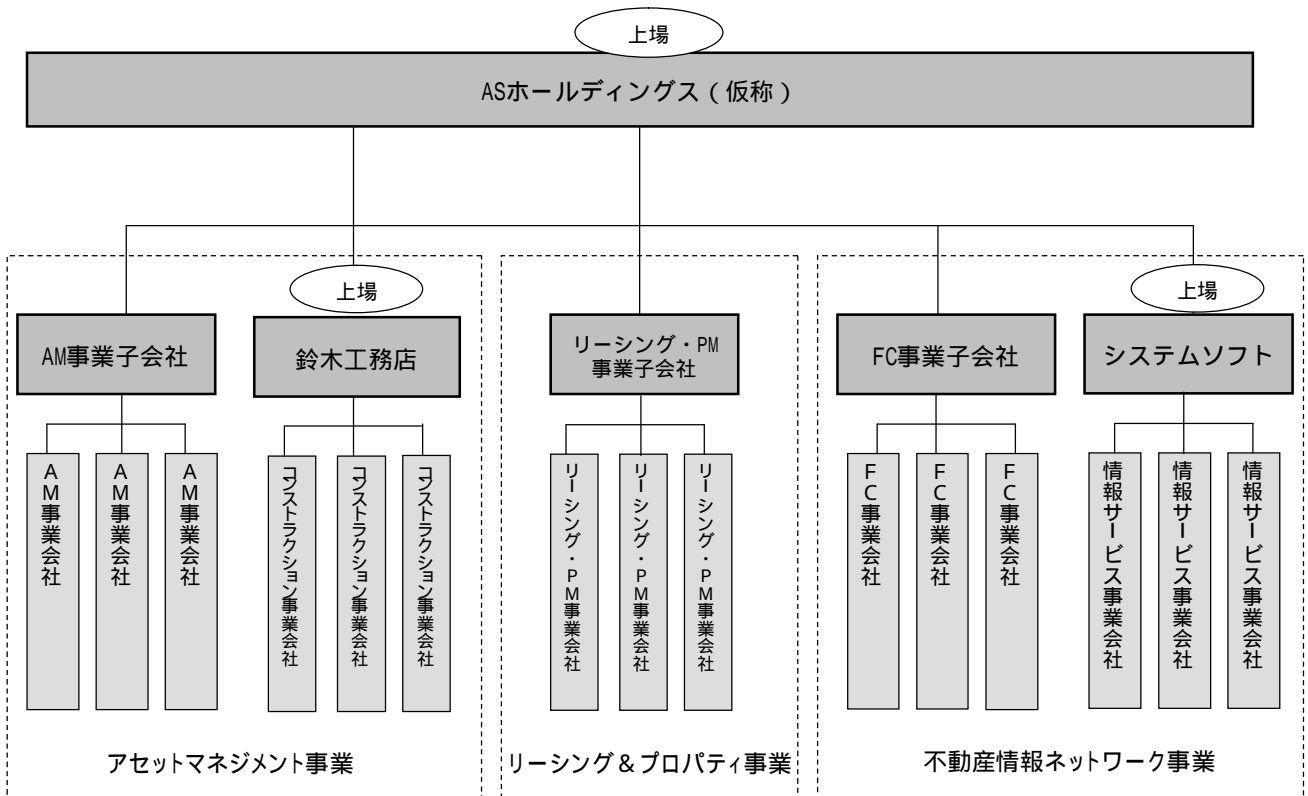 上場
ASホールディングス（仮称）
上場
上場
AM事業子会社
鈴木工務店
リーシング・PM
事業子会社
FC事業子会社
システムソフト
AM事業会社
AM事業会社
AM事業会社
コンストラクション事業会社
コンストラクション事業会社
コンストラクション事業会社
リーシング・PM事業会社
リーシング・PM事業会社
リーシング・PM事業会社
FC事業会社
FC事業会社
FC事業会社
情報サービス事業会社
情報サービス事業会社
情報サービス事業会社
アセットマネジメント事業
リーシング＆プロパティ事業
不動産情報ネットワーク事業